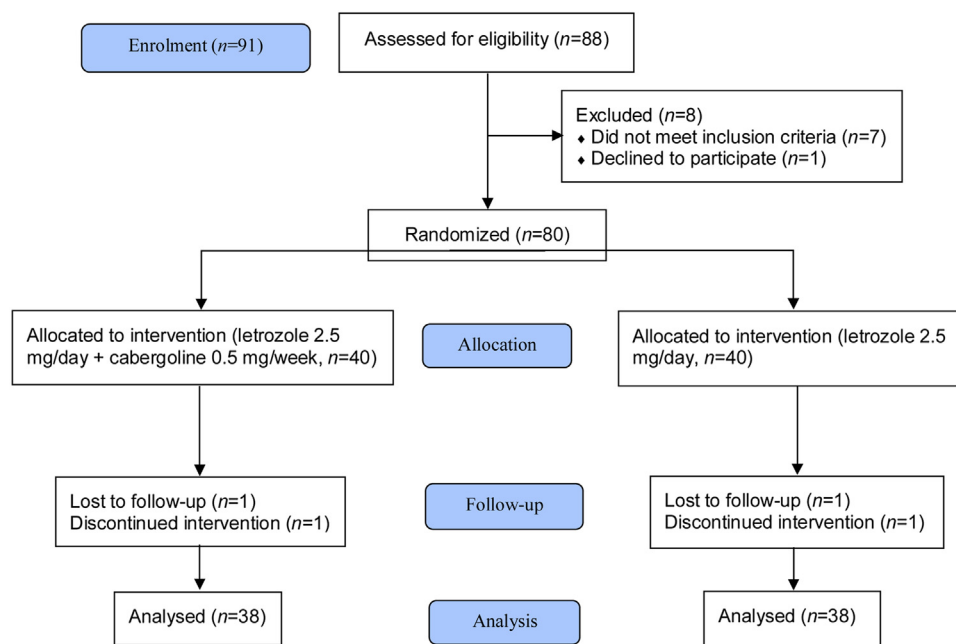 Enrolment (n=91)
Assessed for eligibility (n=88)
Excluded (n=8)
♦ Did not meet inclusion criteria (n=7)
♦ Declined to participate (n=1)
Randomized (n=80)
Allocated to intervention (letrozole 2.5
mg/day + cabergoline 0.5 mg/week, n=40)
Allocation
Allocated to intervention (letrozole 2.5
mg/day, n=40)
Lost to follow-up (n=1)
Discontinued intervention (n=1)
Follow-up
Lost to follow-up (n=1)
Discontinued intervention (n=1)
Analysed (n=38)
Analysis
Analysed (n=38)